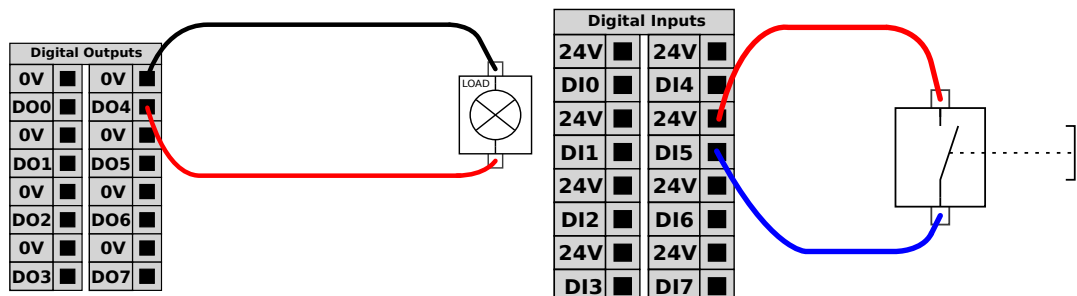 Digital Outputs
0V 0V
DO0 DO4
0V 0V
DO1 DO5
0V 0V
DO2 DO6
0V 0V
DO3 DO7
LOAD
Digital Inputs
24V 24V
DI0 DI4
24V 24V
DI1 DI5
24V 24V
DI2 DI6
24V 24V
DI3 DI7